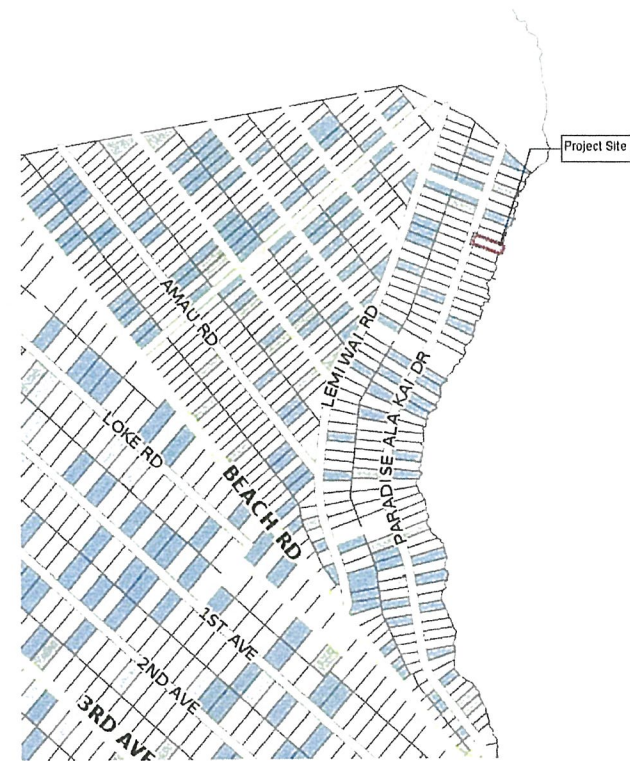 Project Site
AMAU RD
LEMIWAI RD
PARADISE ALA KAI DR
LOKE RD
BEACH RD
1ST AVE
2ND AVE
3RD AVE